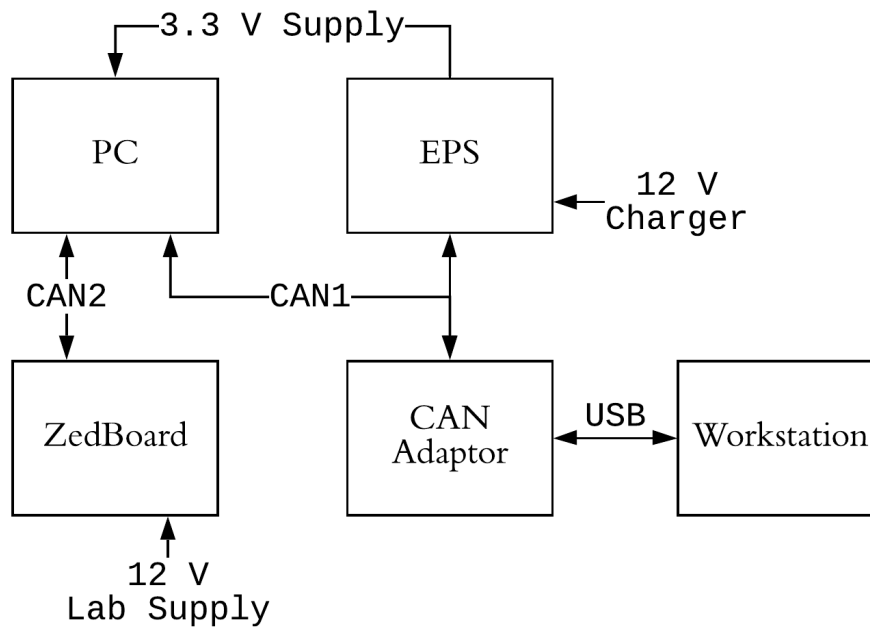 3.3 V Supply
PC
EPS
12 V
Charger
CAN2
CAN1
ZedBoard
CAN
Adaptor
USB
Workstation
12 V
Lab Supply